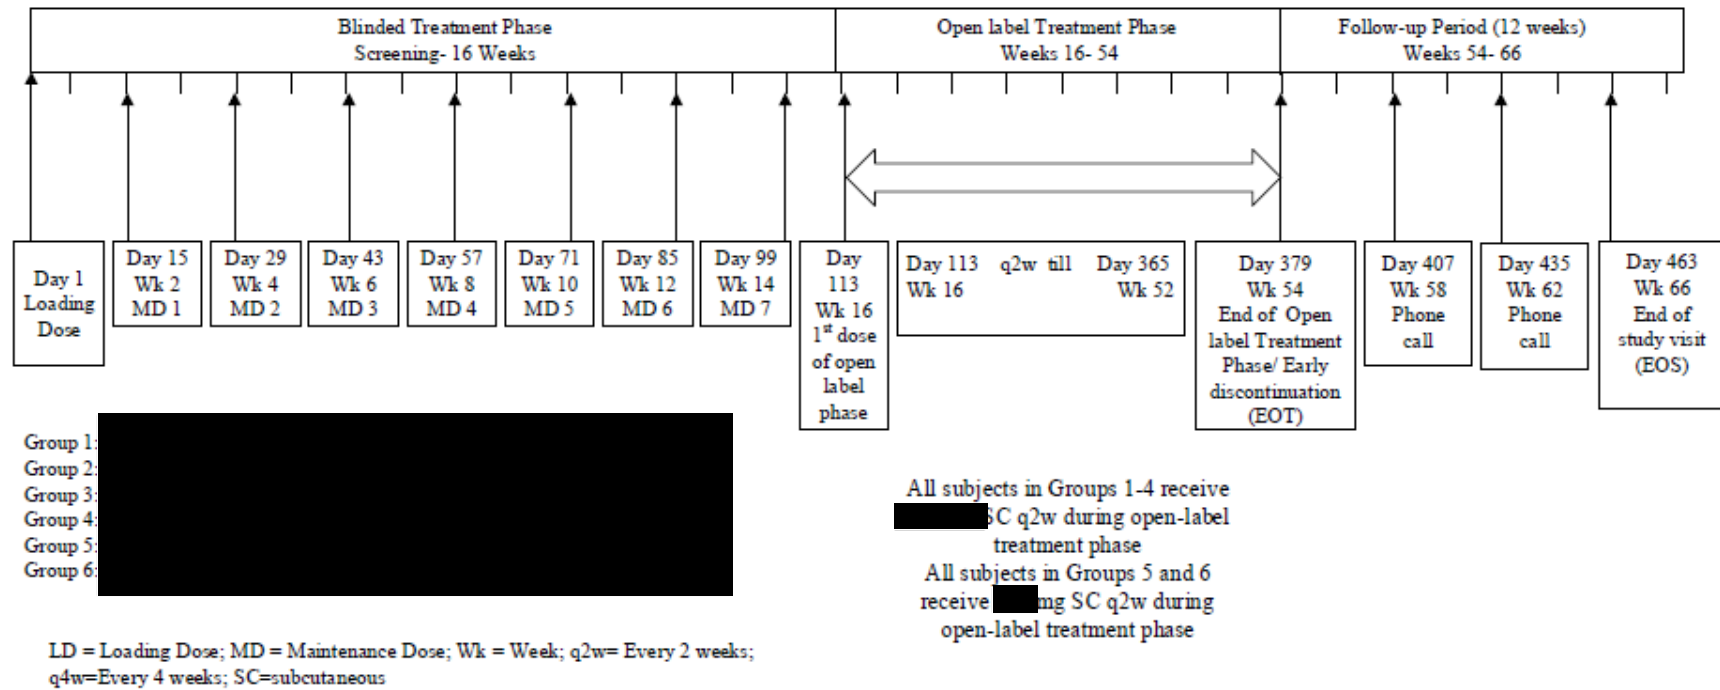 Blinded Treatment Phase
Screening- 16 Weeks
Open label Treatment Phase
Weeks 16- 54
Follow-up Period (12 weeks)
Weeks 54- 66
Day 1
Loading
Dose
Day 15
Wk 2
MD 1
Day 29
Wk 4
MD 2
Day 43
Wk 6
MD 3
Day 57
Wk 8
MD 4
Day 71
Wk 10
MD 5
Day 85
Wk 12
MD 6
Day 99
Wk 14
MD 7
Day
113
Wk 16
1st dose
of open
label
phase
Day 113 q2w till Day 365
Wk 16 Wk 52
Day 379
Wk 54
End of Open
label Treatment
Phase/ Early
discontinuation
(EOT)
Day 407
Wk 58
Phone
call
Day 435
Wk 62
Phone
call
Day 463
Wk 66
End of
study visit
(EOS)
Group 1:
Group 2:
Group 3:
Group 4:
Group 5:
Group 6:
All subjects in Groups 1-4 receive
SC q2w during open-label
treatment phase
All subjects in Groups 5 and 6
receive mg SC q2w during
open-label treatment phase
LD = Loading Dose; MD = Maintenance Dose; Wk = Week; q2w= Every 2 weeks;
q4w=Every 4 weeks; SC=subcutaneous